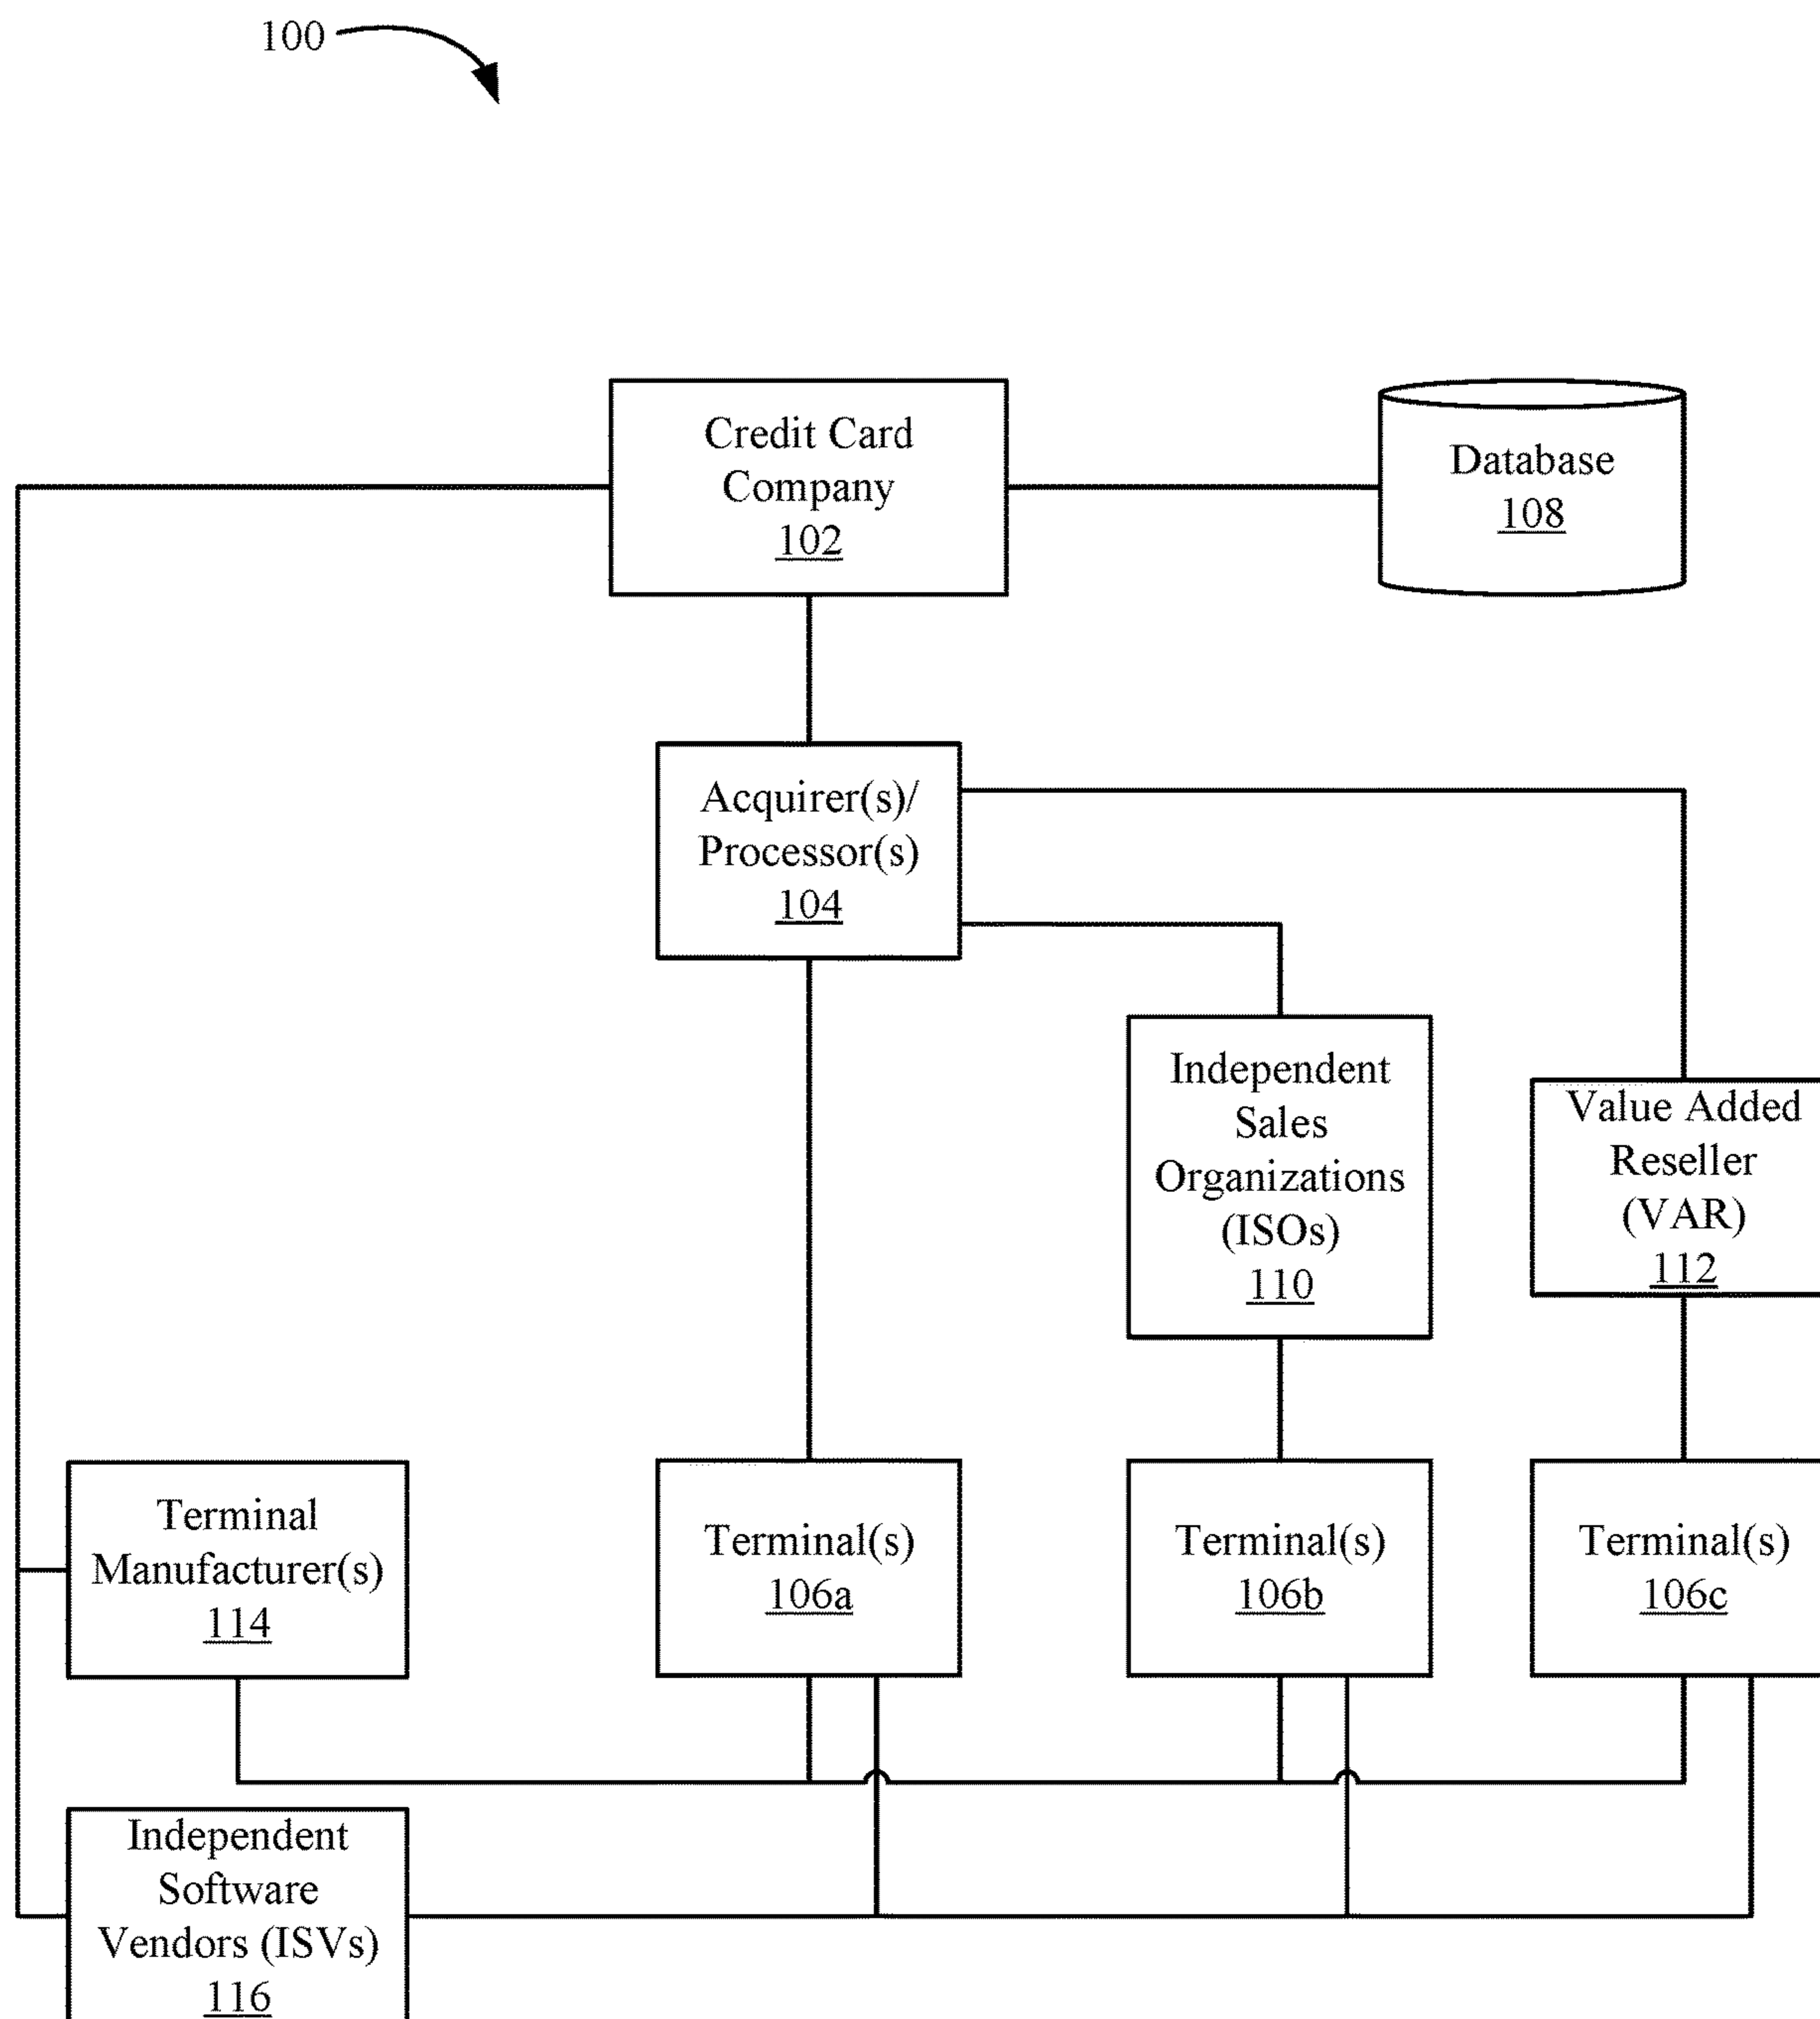 100
Credit Card
Company
102
Database
108
Acquirer(s)/
Processor(s)
104
Independent
Sales
Organizations
(ISOs)
110
Value Added
Reseller
(VAR)
112
Terminal
Manufacturer(s)
114
Terminal(s)
106a
Terminal(s)
106b
Terminal(s)
106c
Independent
Software
Vendors (ISVs)
116